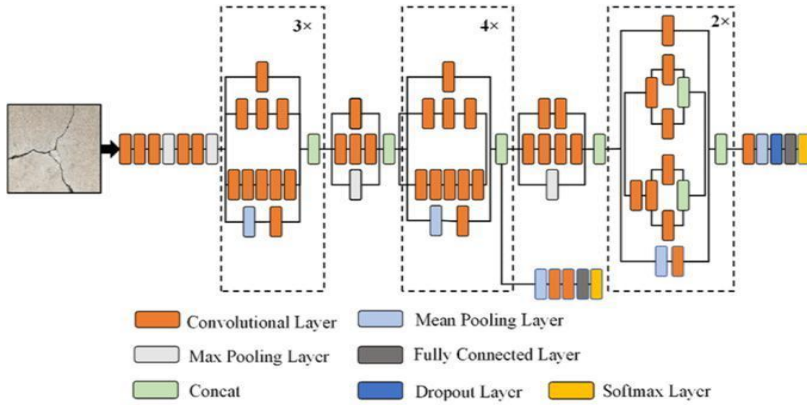 3×
4×
2×
Convolutional Layer
Mean Pooling Layer
Max Pooling Layer
Fully Connected Layer
Concat
Dropout Layer
Softmax Layer